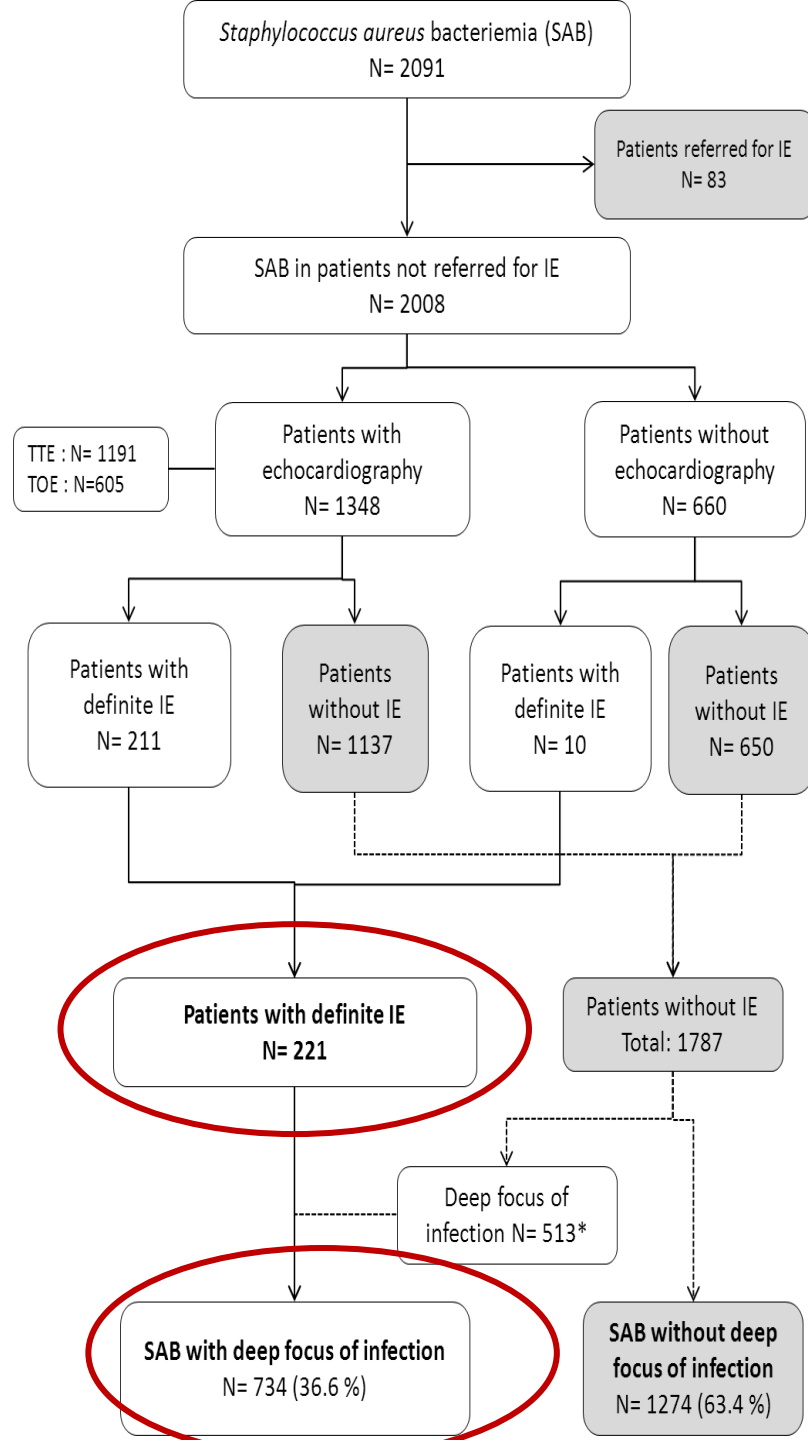 Staphylococcus aureus bacteriemia (SAB)
N= 2091
Patients referred for IE
N= 83
SAB in patients not referred for IE
N= 2008
Patients with
echocardiography
N= 1348
Patients without
echocardiography
N= 660
TTE : N= 1191
TOE : N=605
Patients with
definite IE
N= 211
Patients
without IE
N= 1137
Patients with
definite IE
N= 10
Patients
without IE
N= 650
Patients with definite IE
N= 221
Patients without IE
Total: 1787
Deep focus of
infection N= 513*
SAB with deep focus of infection
N= 734 (36.6 %)
SAB without deep
focus of infection
N= 1274 (63.4 %)